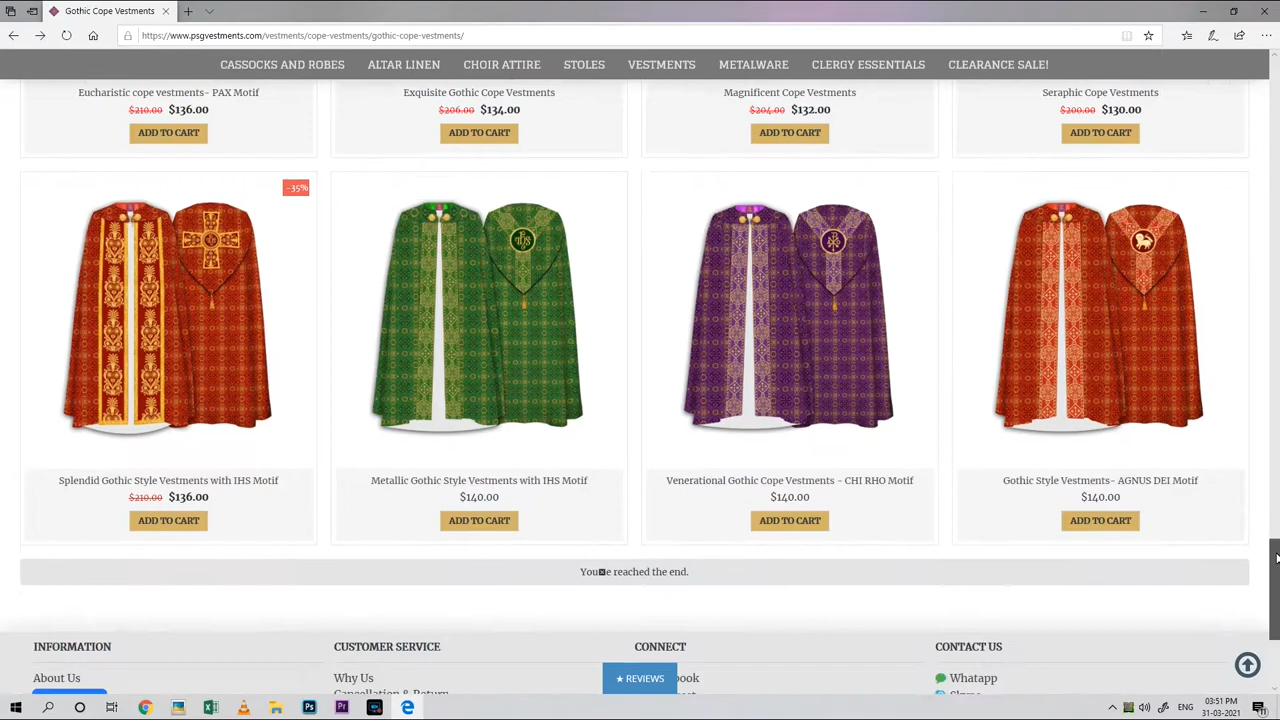 Gothic Cope Vestments
https://www.psgvestments.com/vestments/cope-vestments/gothic-cope-vestments/
CASSOCKS AND ROBES ALTAR LINEN CHOIR ATTIRE STOLES VESTMENTS METALWARE CLERGY ESSENTIALS CLEARANCE SALE!
Eucharistic cope vestments- PAX Motif
$210.00 $136.00
ADD TO CART
Exquisite Gothic Cope Vestments
$206.00 $134.00
ADD TO CART
Magnificent Cope Vestments
$204.00 $132.00
ADD TO CART
Seraphic Cope Vestments
$200.00 $130.00
ADD TO CART
-35%
IHS
Splendid Gothic Style Vestments with IHS Motif
$210.00 $136.00
ADD TO CART
Metallic Gothic Style Vestments with IHS Motif
$140.00
ADD TO CART
Venerational Gothic Cope Vestments - CHI RHO Motif
$140.00
ADD TO CART
Gothic Style Vestments- AGNUS DEI Motif
$140.00
ADD TO CART
reached the end.
INFORMATION
About Us
CUSTOMER SERVICE
Why Us
Cancellation & Return
CONNECT
★ REVIEWS
CONTACT US
Whatapp
Skype
Ps
Pr
ENG
03:51 PM
31-03-2021